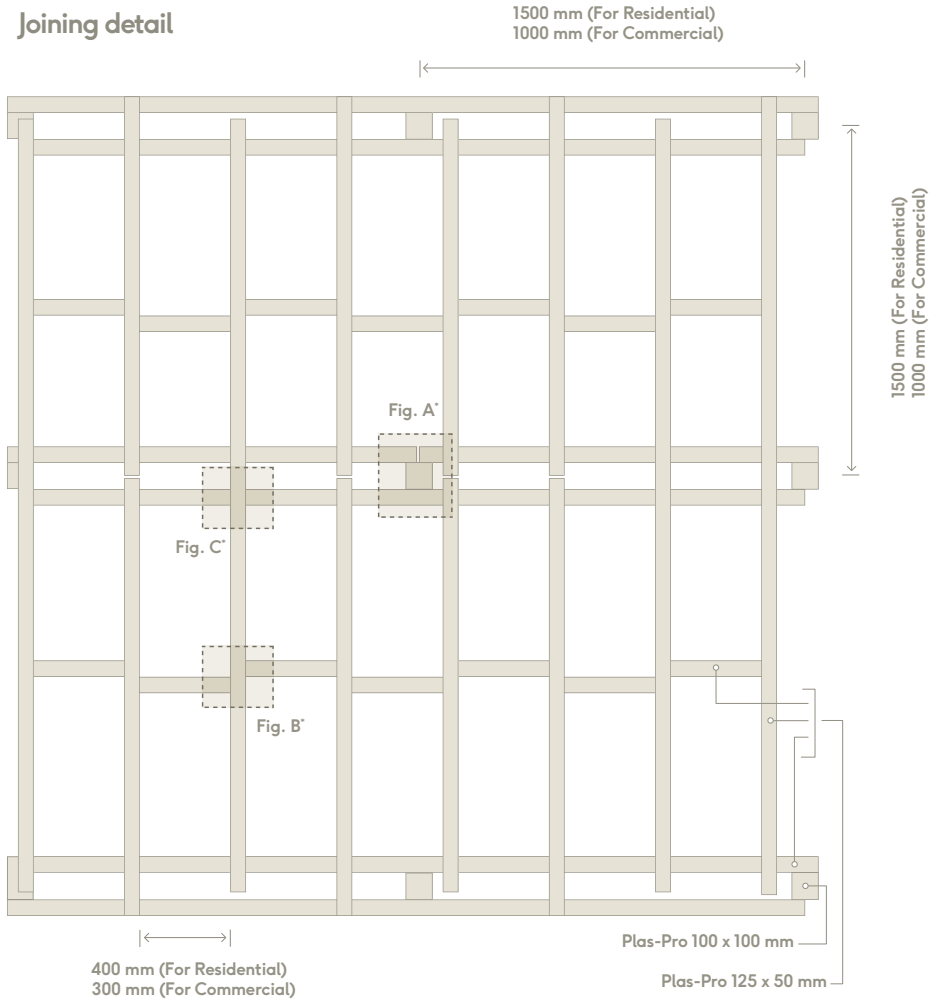 Joining detail
1500 mm (For Residential)
1000 mm (For Commercial)
1500 mm (For Residential)
1000 mm (For Commercial)
Fig. A*
Fig. C*
Fig. B*
Plas-Pro 100 x 100 mm
400 mm (For Residential)
300 mm (For Commercial)
Plas-Pro 125 x 50 mm